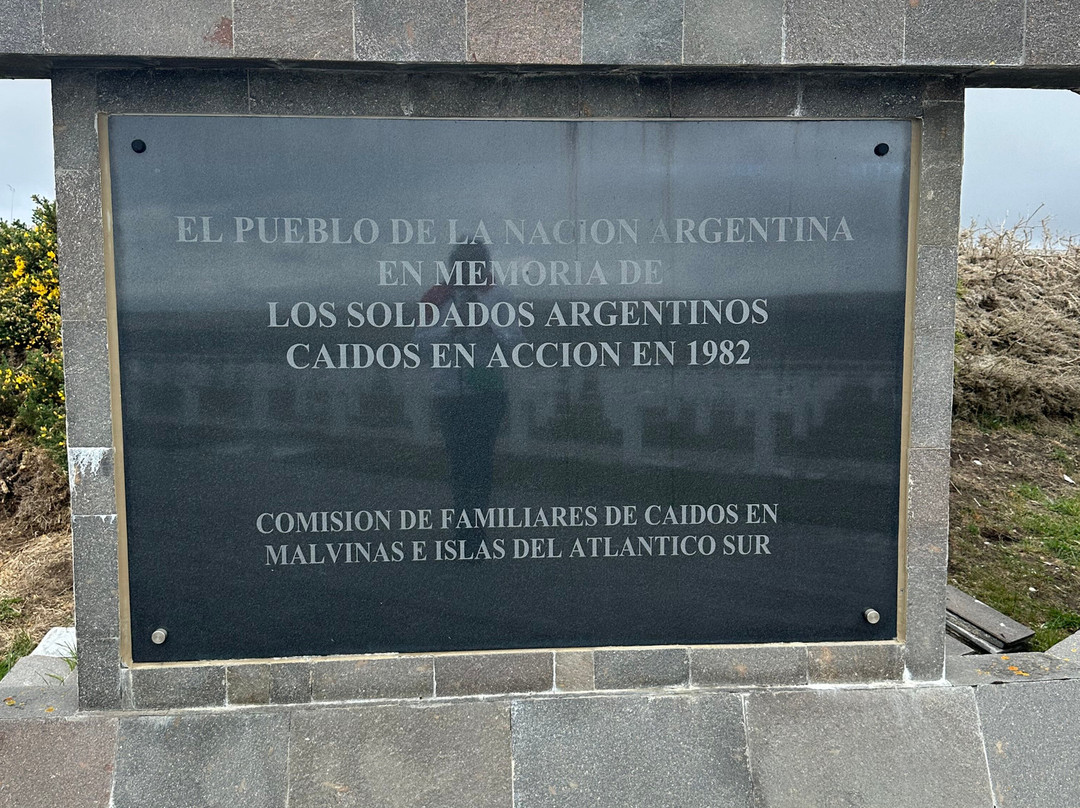 EL PUEBLO DE LA NACION ARGENTINA
EN MEMORIA DE
LOS SOLDADOS ARGENTINOS
CAIDOS EN ACCION EN 1982
COMISION DE FAMILIARES DE CAIDOS EN
MALVINAS E ISLAS DEL ATLANTICO SUR